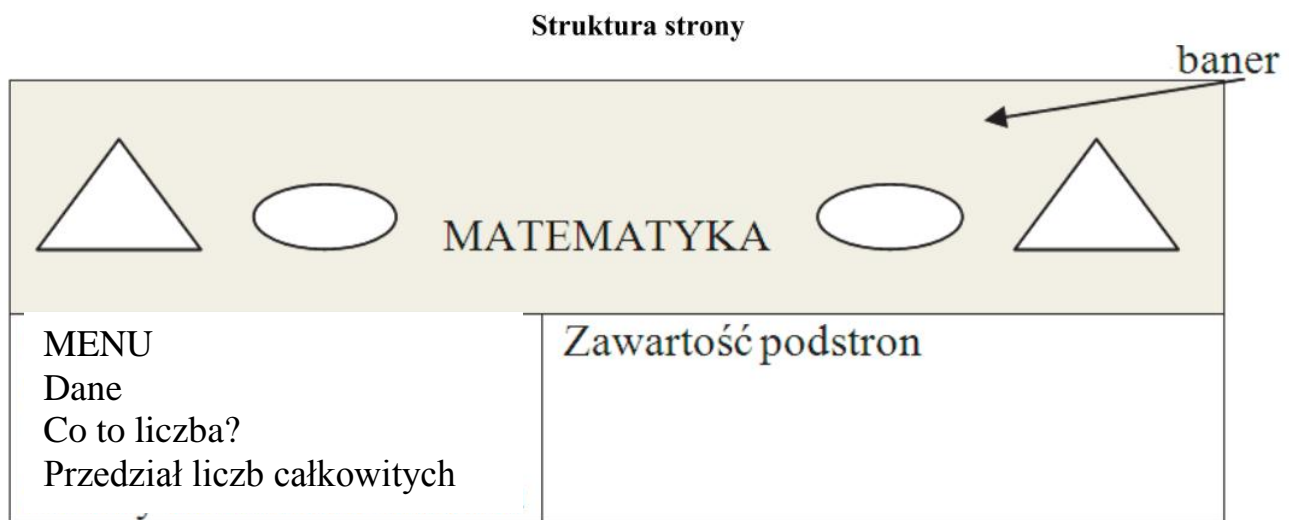 Struktura strony
baner
MATEMATYKA
MENU
Dane
Co to liczba?
Przedział liczb całkowitych
Zawartość podstron